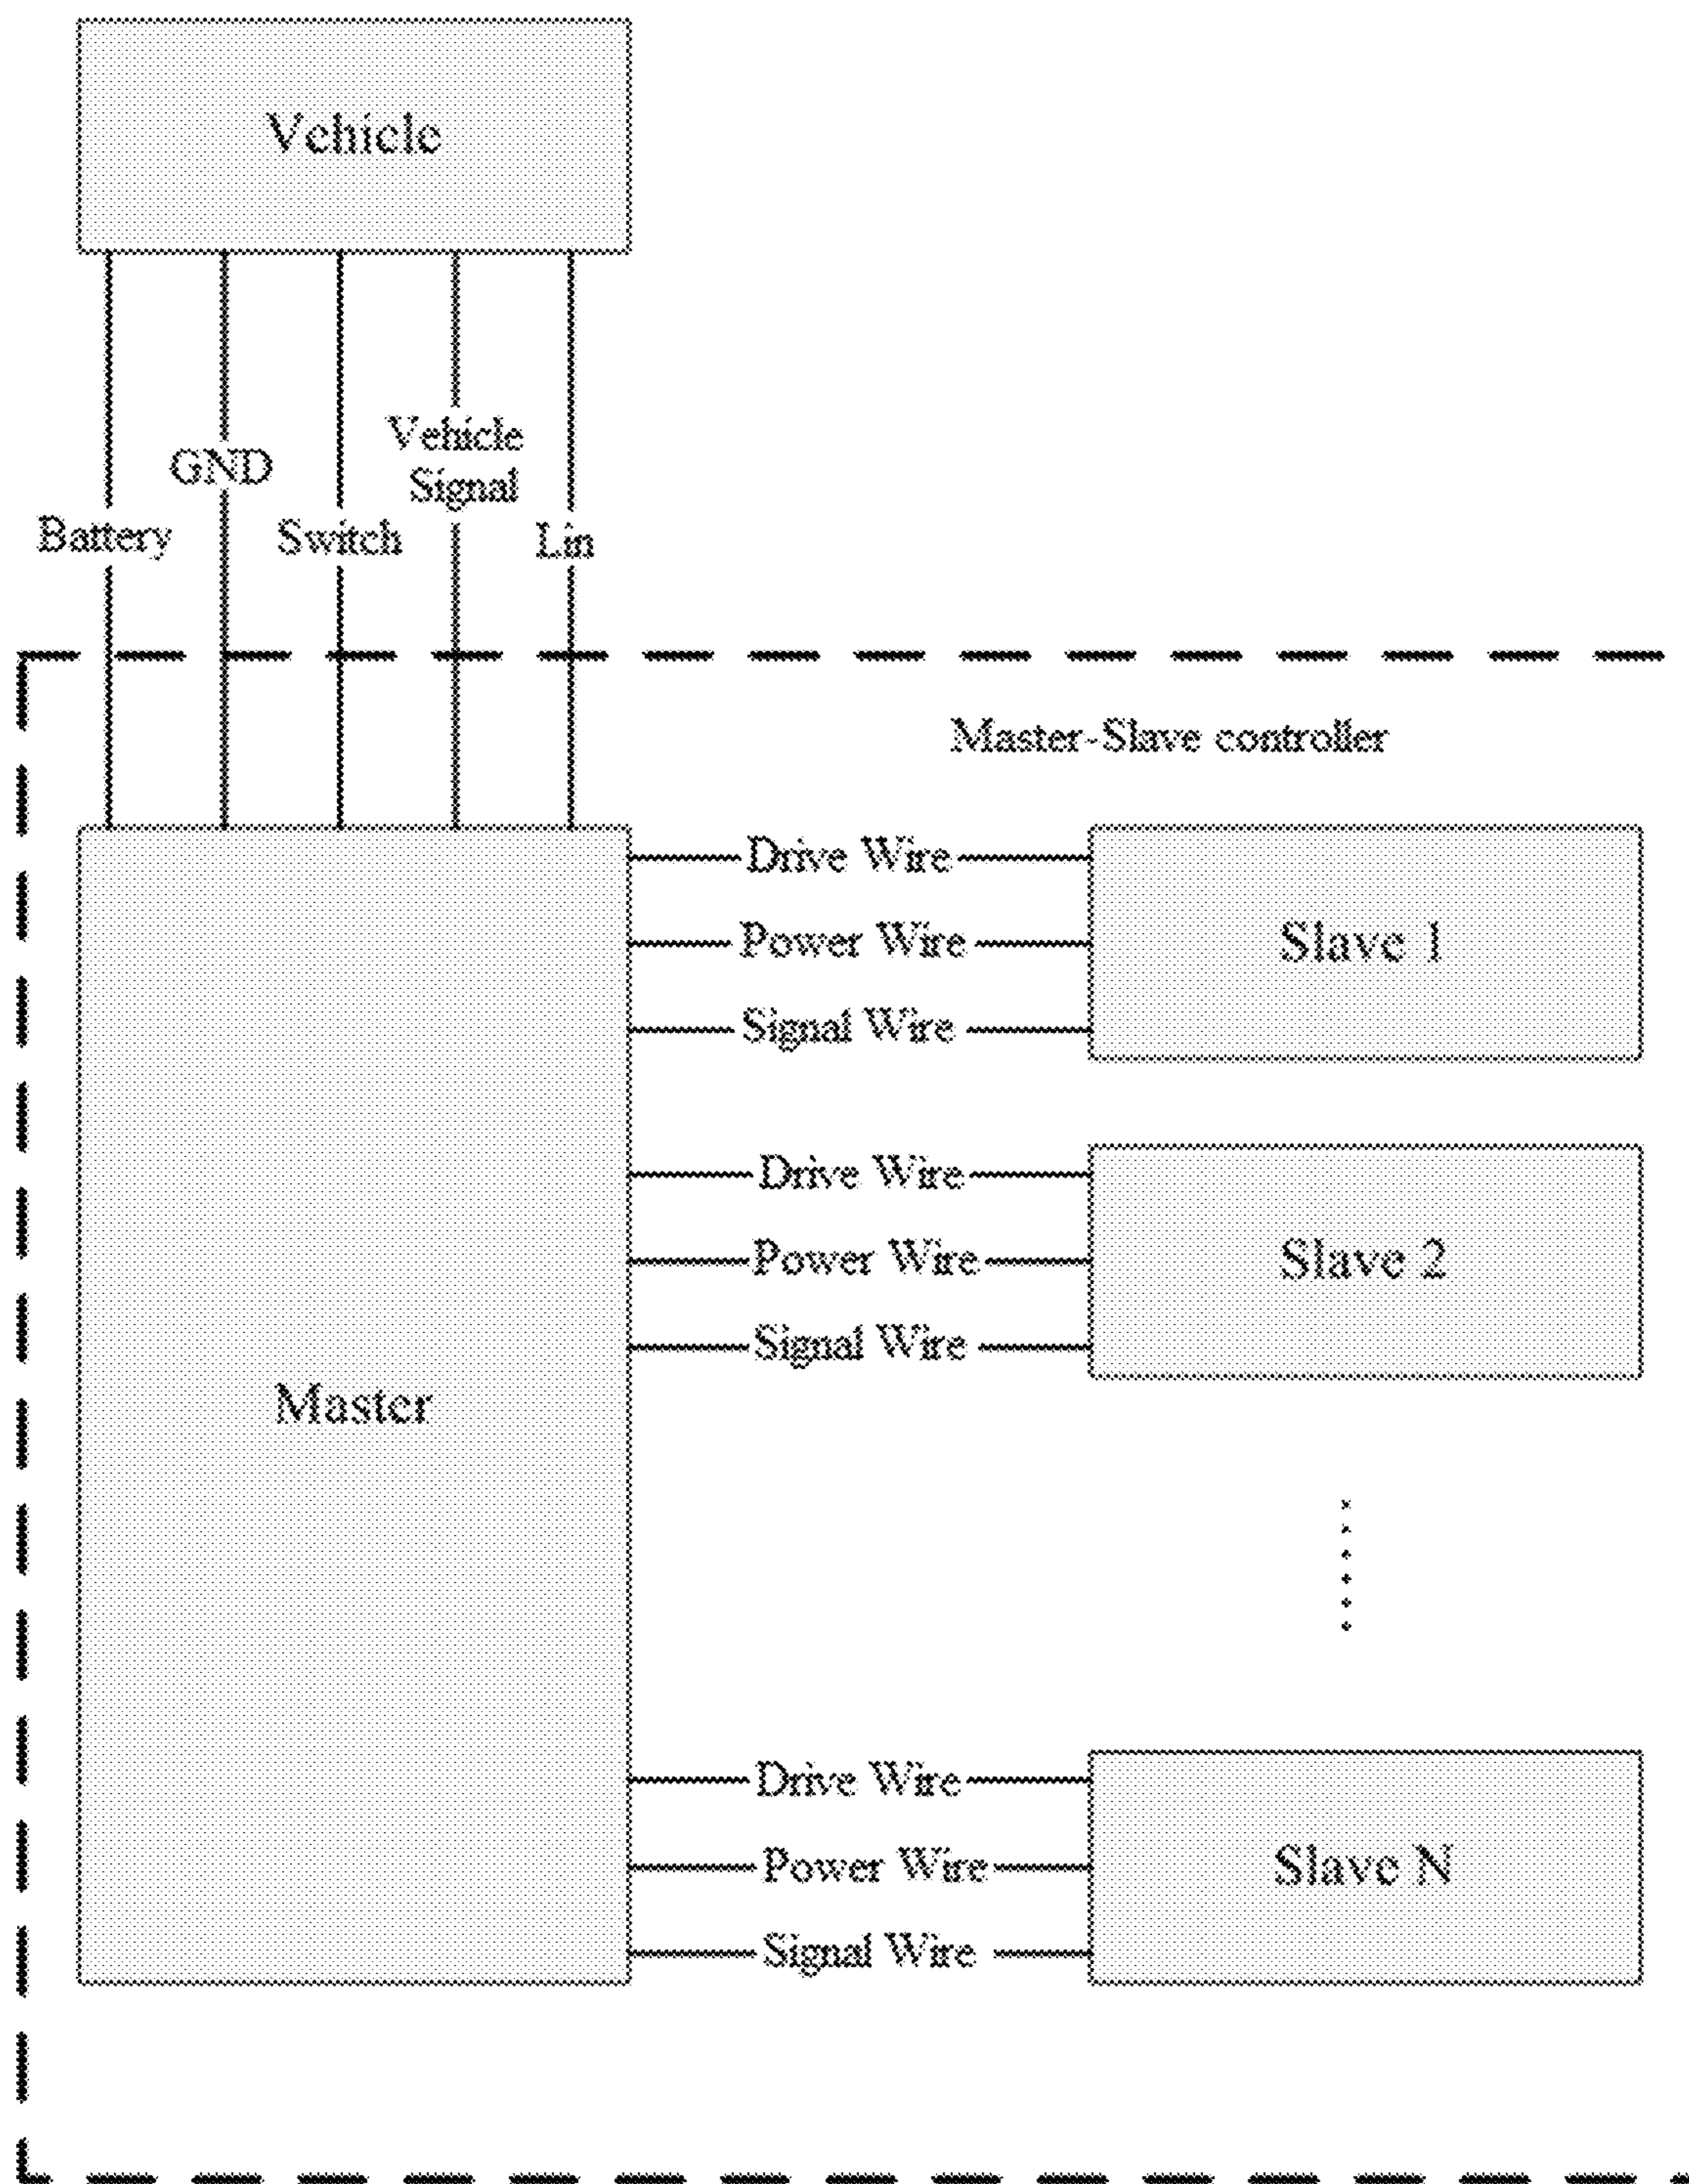 Vehicle
Vehicle
Signal
GND
Battery
Switch
Lin
Master-Slave controller
Drive Wire
Power Wire
Slave 1
Signal Wire
Drive Wire
Power Wire
Slave 2
Signal Wire
Master
Drive Wire
Power Wire
Slave N
Signal Wire